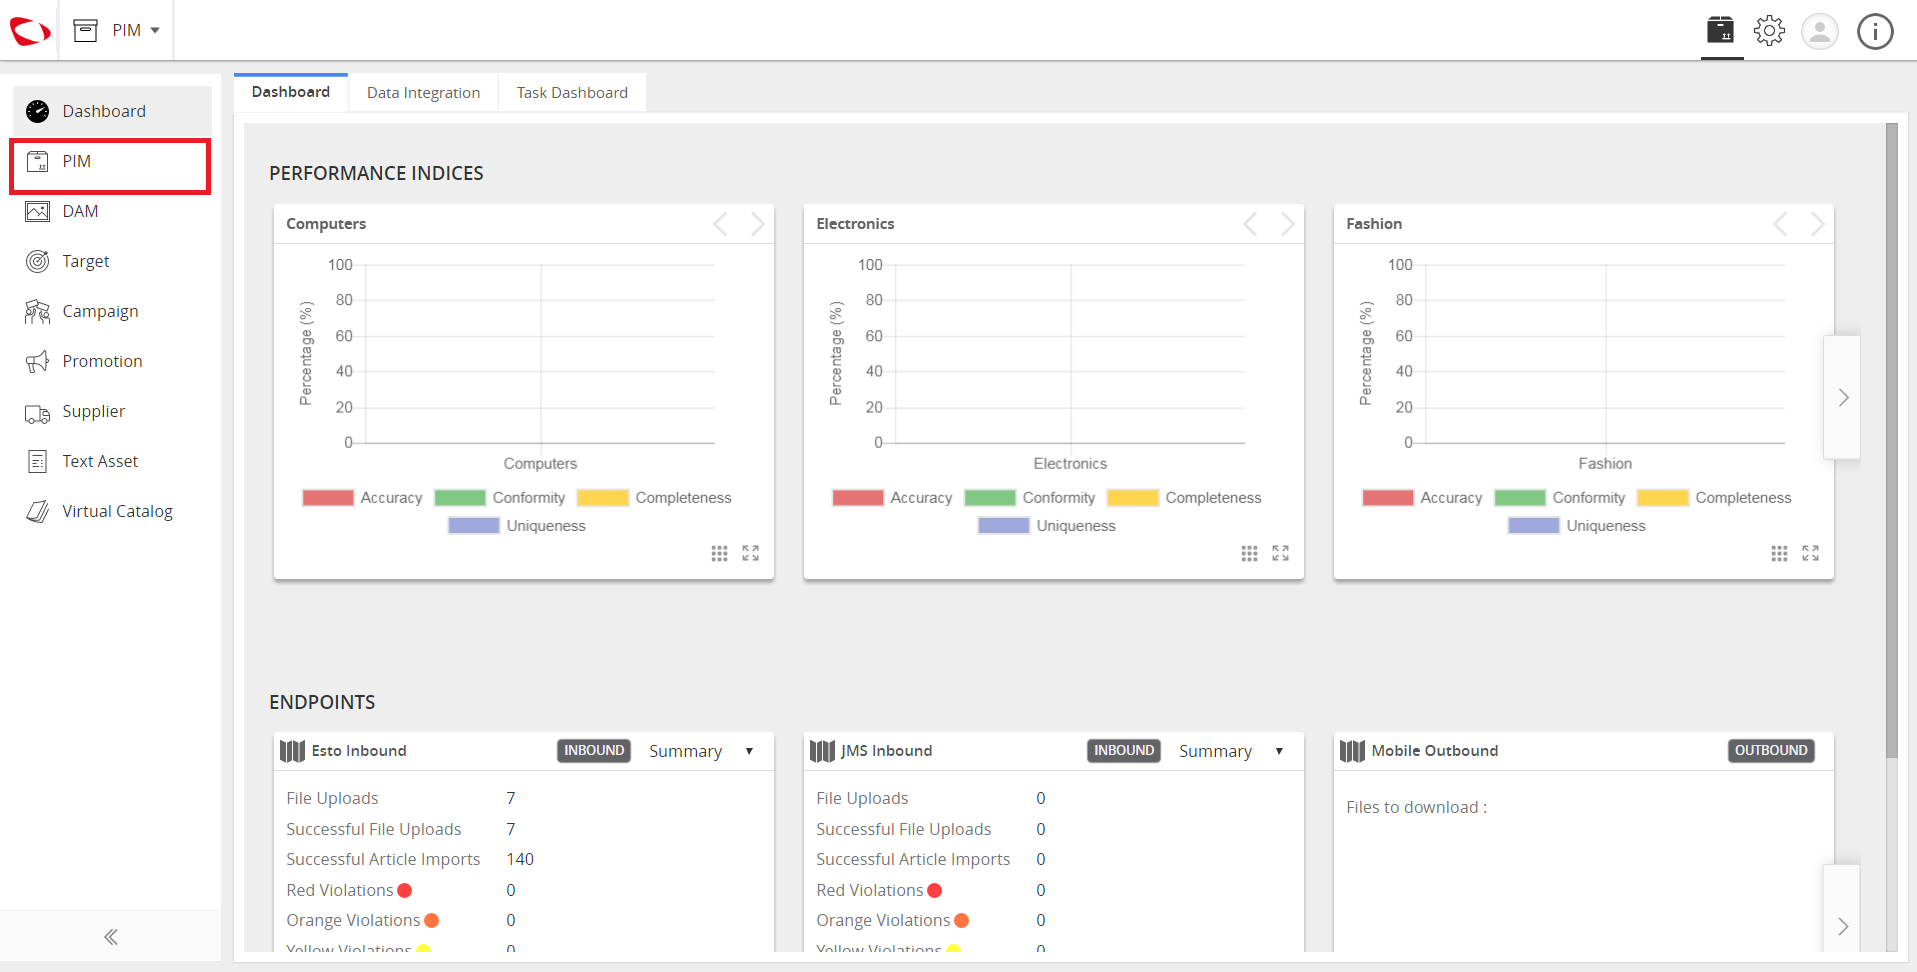 PIM
Dashboard
PIM
DAM
Target
Campaign
Promotion
Supplier
Text Asset
Virtual Catalog
Dashboard Data Integration Task Dashboard
PERFORMANCE INDICES
Computers
100
80
60
40
20
0
Percentage (%)
Computers
Accuracy Conformity Completeness
Uniqueness
Electronics
100
80
60
40
20
0
Percentage (%)
Electronics
Accuracy Conformity Completeness
Uniqueness
Fashion
100
80
60
40
20
0
Percentage (%)
Fashion
Accuracy Conformity Completeness
Uniqueness
ENDPOINTS
Esto Inbound INBOUND Summary
File Uploads 7
Successful File Uploads 7
Successful Article Imports 140
Red Violations 0
Orange Violations 0
Yellow Violations 0
JMS Inbound INBOUND Summary
File Uploads 0
Successful File Uploads 0
Successful Article Imports 0
Red Violations 0
Orange Violations 0
Yellow Violations 0
Mobile Outbound OUTBOUND
Files to download :